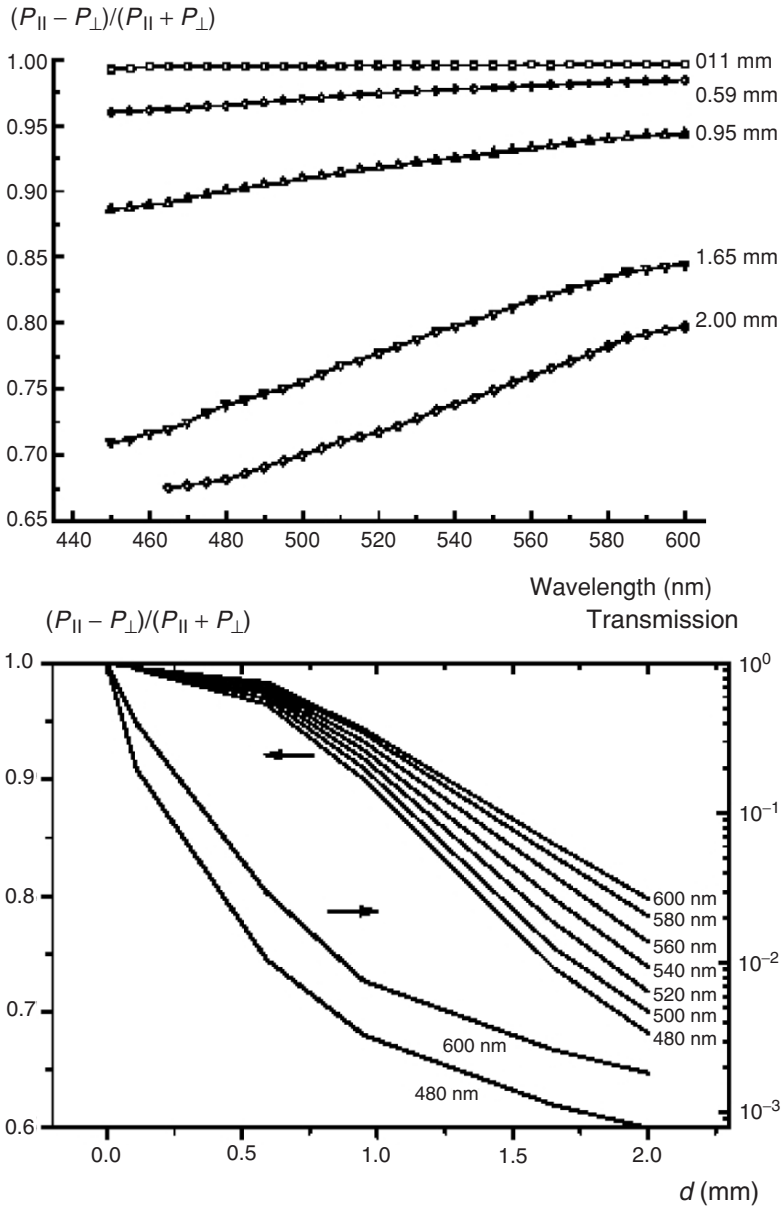 (P|| – P⊥)/(P|| + P⊥)
1.00
0.95
0.90
0.85
0.80
0.75
0.70
0.65
011 mm
0.59 mm
0.95 mm
1.65 mm
2.00 mm
440 460 480 500 520 540 560 580 600
Wavelength (nm)
(P|| – P⊥)/(P|| + P⊥)
Transmission
1.0
0.9
0.8
0.7
0.6
10⁰
10⁻¹
10⁻²
10⁻³
600 nm
580 nm
560 nm
540 nm
520 nm
500 nm
480 nm
600 nm
480 nm
0.0 0.5 1.0 1.5 2.0
d (mm)